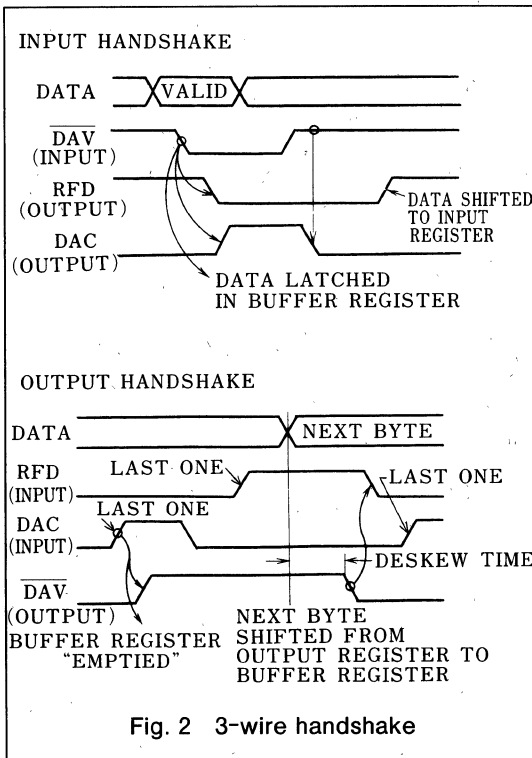 INPUT HANDSHAKE
DATA
VALID
DAV
(INPUT)
RFD
(OUTPUT)
DATA SHIFTED
TO INPUT
REGISTER
DAC
(OUTPUT)
DATA LATCHED
IN BUFFER REGISTER
OUTPUT HANDSHAKE
DATA
NEXT BYTE
RFD
(INPUT)
LAST ONE
LAST ONE
DAC
(INPUT)
LAST ONE
DESKEW TIME
DAV
(OUTPUT)
BUFFER REGISTER
"EMPTIED"
NEXT BYTE
SHIFTED FROM
OUTPUT REGISTER TO
BUFFER REGISTER
Fig. 2 3-wire handshake